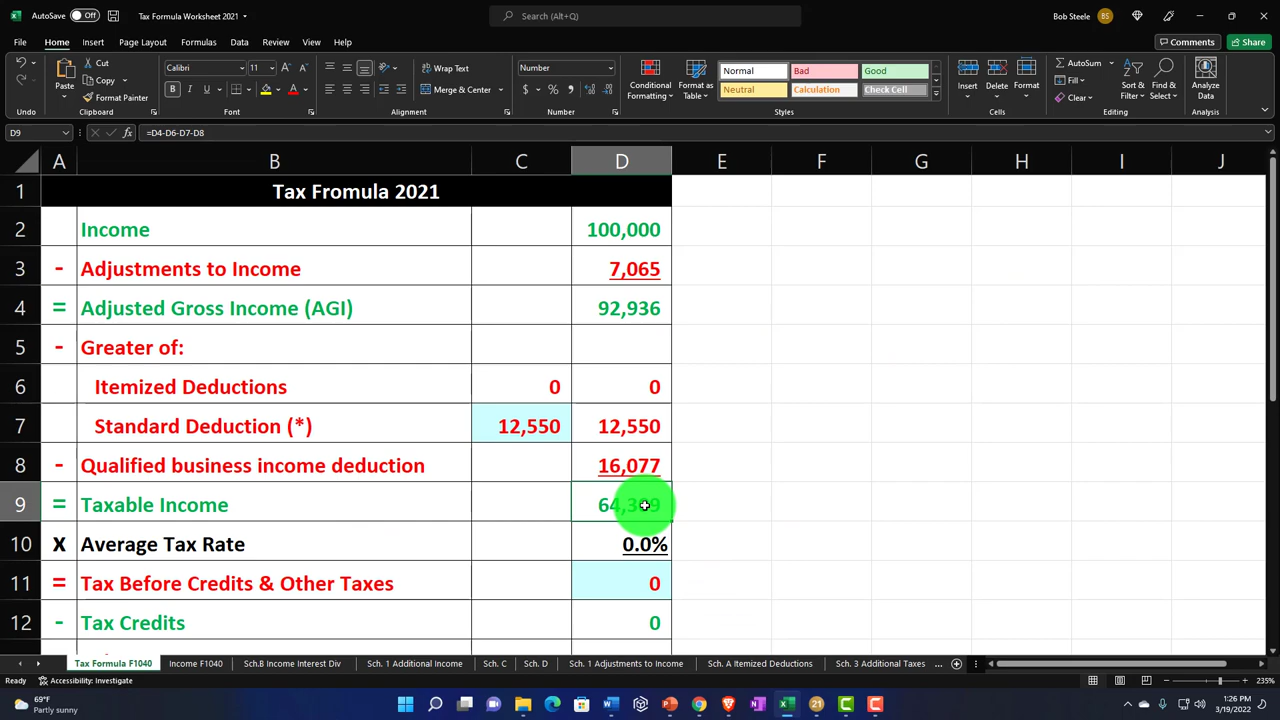 AutoSave Off Tax Formula Worksheet 2021 Search (Alt+Q) Bob Steele BS
File Home Insert Page Layout Formulas Data Review View Help Comments Share
Paste Cut Copy Format Painter Calibri 11 Wrap Text Merge & Center Number Conditional Formatting Format as Table Normal Bad Good Neutral Calculation Check Cell Insert Delete Format AutoSum Fill Clear Sort & Filter Find & Select Analyze Data
Undo Clipboard Font Alignment Number Styles Cells Editing Analysis
D9 fx =D4-D6-D7-D8
A B C D E F G H I J
1 Tax Fromula 2021
2 Income 100,000
3 - Adjustments to Income 7,065
4 = Adjusted Gross Income (AGI) 92,936
5 - Greater of:
6 Itemized Deductions 0 0
7 Standard Deduction (*) 12,550 12,550
8 - Qualified business income deduction 16,077
9 = Taxable Income
10 X Average Tax Rate 0.0%
11 = Tax Before Credits & Other Taxes 0
12 - Tax Credits 0
Tax Formula F1040 Income F1040 Sch.B Income Interest Div Sch. 1 Additional Income Sch. C Sch. D Sch. 1 Adjustments to Income Sch. A Itemized Deductions Sch. 3 Additional Taxes ...
Ready Accessibility: Investigate 235%
69°F
Partly sunny
1:26 PM
3/19/2022